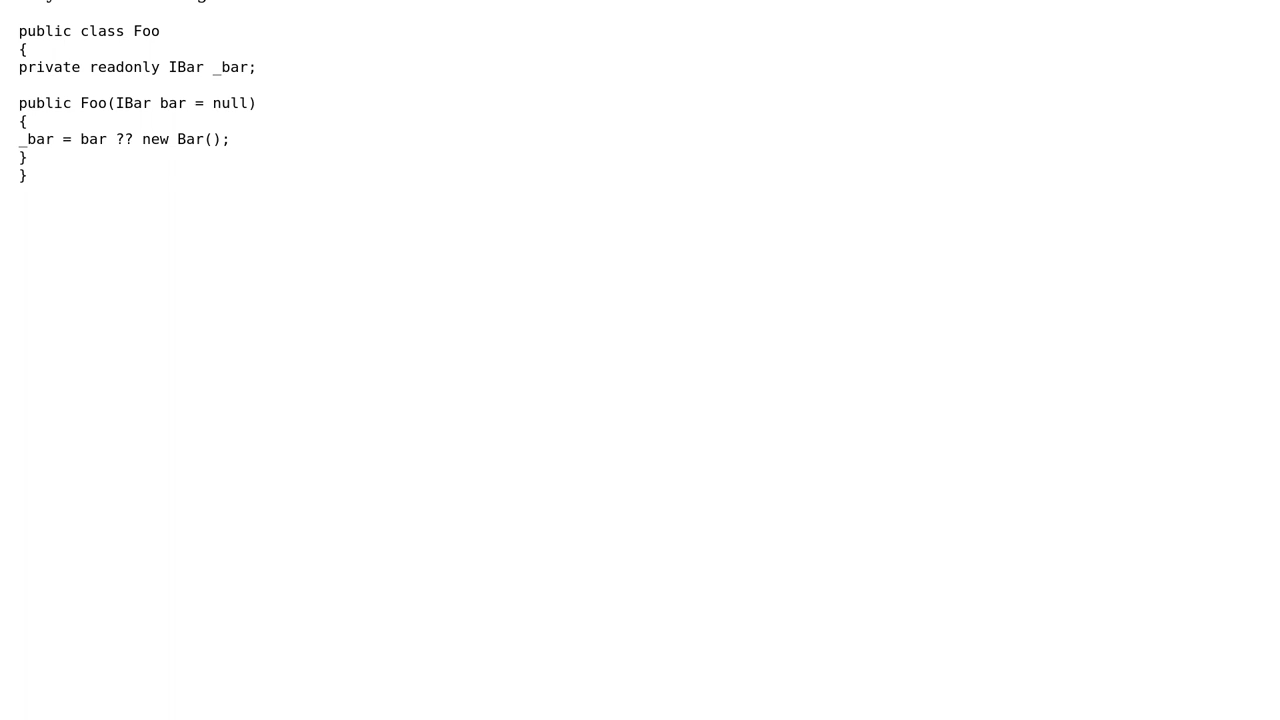 public class Foo
{
private readonly IBar _bar;

public Foo(IBar bar = null)
{
_bar = bar ?? new Bar();
}
}